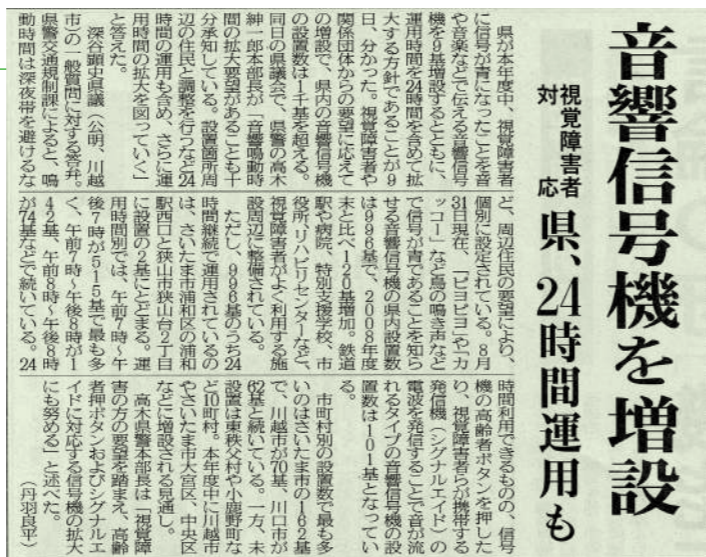 音響信号機を増設
視覚障害者
対応
県、24時間運用も
県が本年度中、視覚障害者
に信号が青になったことを音
や音楽などで伝える音響信号
機を9基増設するとともに、
運用時間を24時間を含めて拡
大する方針であることが9
日、分かった。視覚障害者や
関係団体からの要望に応えて
の増設で、県内の音響信号機
の設置数は1千基を超える。
同日の県議会で、県警の高木
紳一郎本部長が「音響鳴動時
間の拡大要望があることも十
分承知している。設置箇所周
辺の住民と調整を行うなど24
時間の運用も含め、さらに運
用時間の拡大を図っていく」
と答えた。
深谷顕史県議(公明、川越
市)の一般質問に対する答弁。
県警交通規制課によると、鳴
動時間は深夜帯を避けるな
ど、周辺住民の要望により、
個別に設定されている。8月
31日現在、「ピヨピヨ」や「カ
ッコー」など鳥の鳴き声など
で信号が青であることを知ら
せる音響信号機の県内設置数
は996基で、2008年度
末と比べ120基増加。鉄道
駅や病院、特別支援学校、市
役所、リハビリセンターなど、
視覚障害者がよく利用する施
設周辺に整備されている。
ただし、996基のうち24
時間継続で運用されているの
は、さいたま市浦和区の浦和
駅西口と狭山市狭山台2丁目
に設置の2基にとどまる。運
用時間別では、午前7時〜午
後7時が515基で最も多
く、午前7時〜午後8時が1
42基、午前8時〜午後8時
が74基などで続いている。24
時間利用できるものの、信号
機の高齢者ボタンを押した
り、視覚障害者らが携帯する
発信機(シグナルエイド)の
電波を発信することで音が流
れるタイプの音響信号機の設
置数は101基となってい
る。
市町村別の設置数で最も多
いのはさいたま市の162基
で、川越市が70基、川口市が
62基と続いている。一方、未
設置は東秩父村や小鹿野町な
ど10町村。本年度中に川越市
やさいたま市大宮区、中央区
などに増設される見通し。
高木県警本部長は「視覚障
害の方の要望を踏まえ、高齢
者押ボタンおよびシグナルエ
イドに対応する信号機の拡大
にも努める」と述べた。
(丹羽良平)